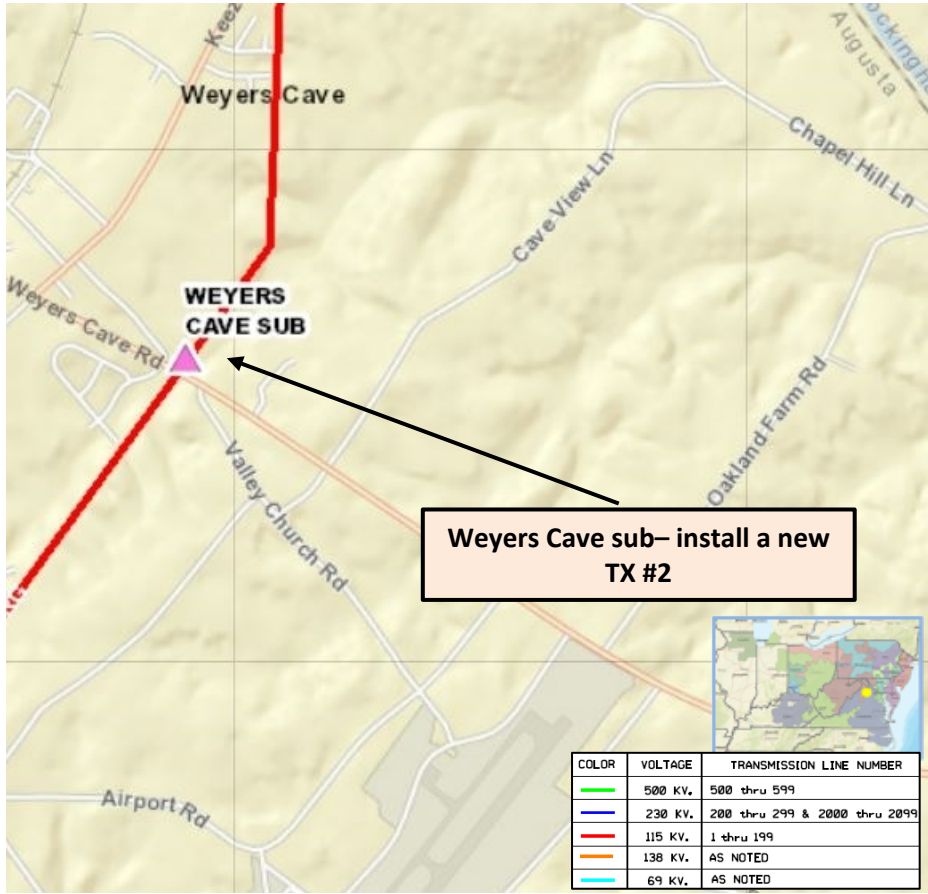 Keez
Rocking
Augusta
Weyers Cave
Chapel Hill Ln
Cave View Ln
WEYERS
CAVE SUB
Weyers Cave Rd
Oakland Farm Rd
Valley Church Rd
Weyers Cave sub– install a new
TX #2
Airport Rd
COLOR VOLTAGE TRANSMISSION LINE NUMBER
500 KV. 500 thru 599
230 KV. 200 thru 299 & 2000 thru 2099
115 KV. 1 thru 199
138 KV. AS NOTED
69 KV. AS NOTED